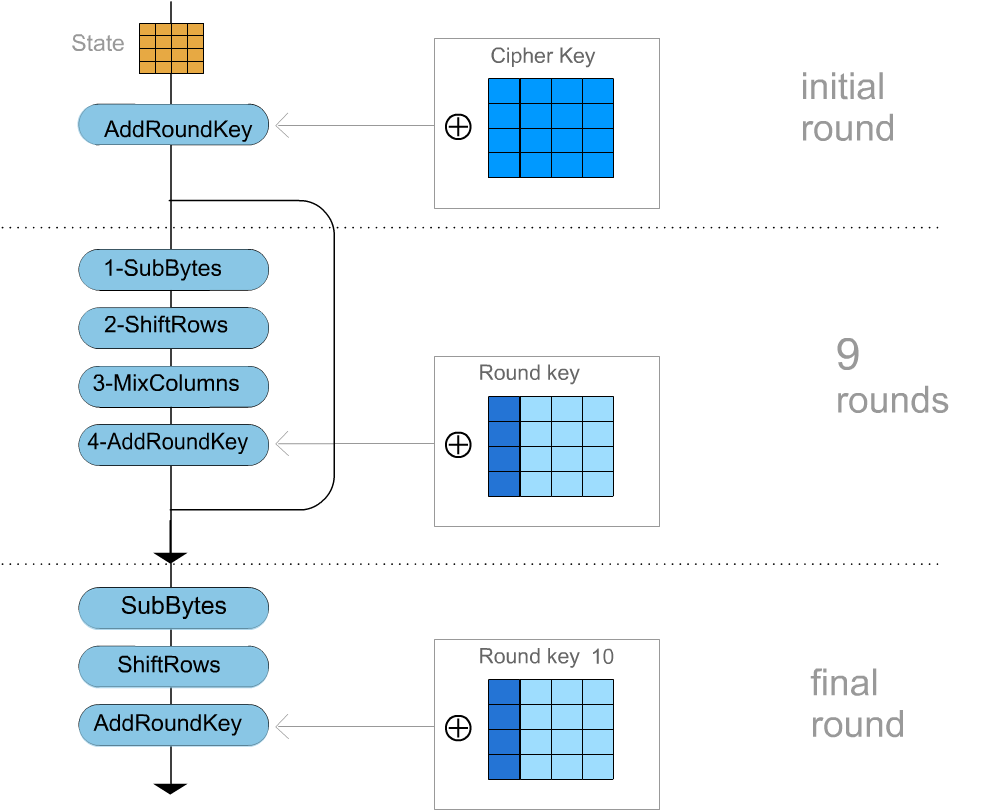 State
Cipher Key
initial
round
AddRoundKey
1-SubBytes
2-ShiftRows
3-MixColumns
4-AddRoundKey
Round key
9
rounds
SubBytes
ShiftRows
AddRoundKey
Round key 10
final
round